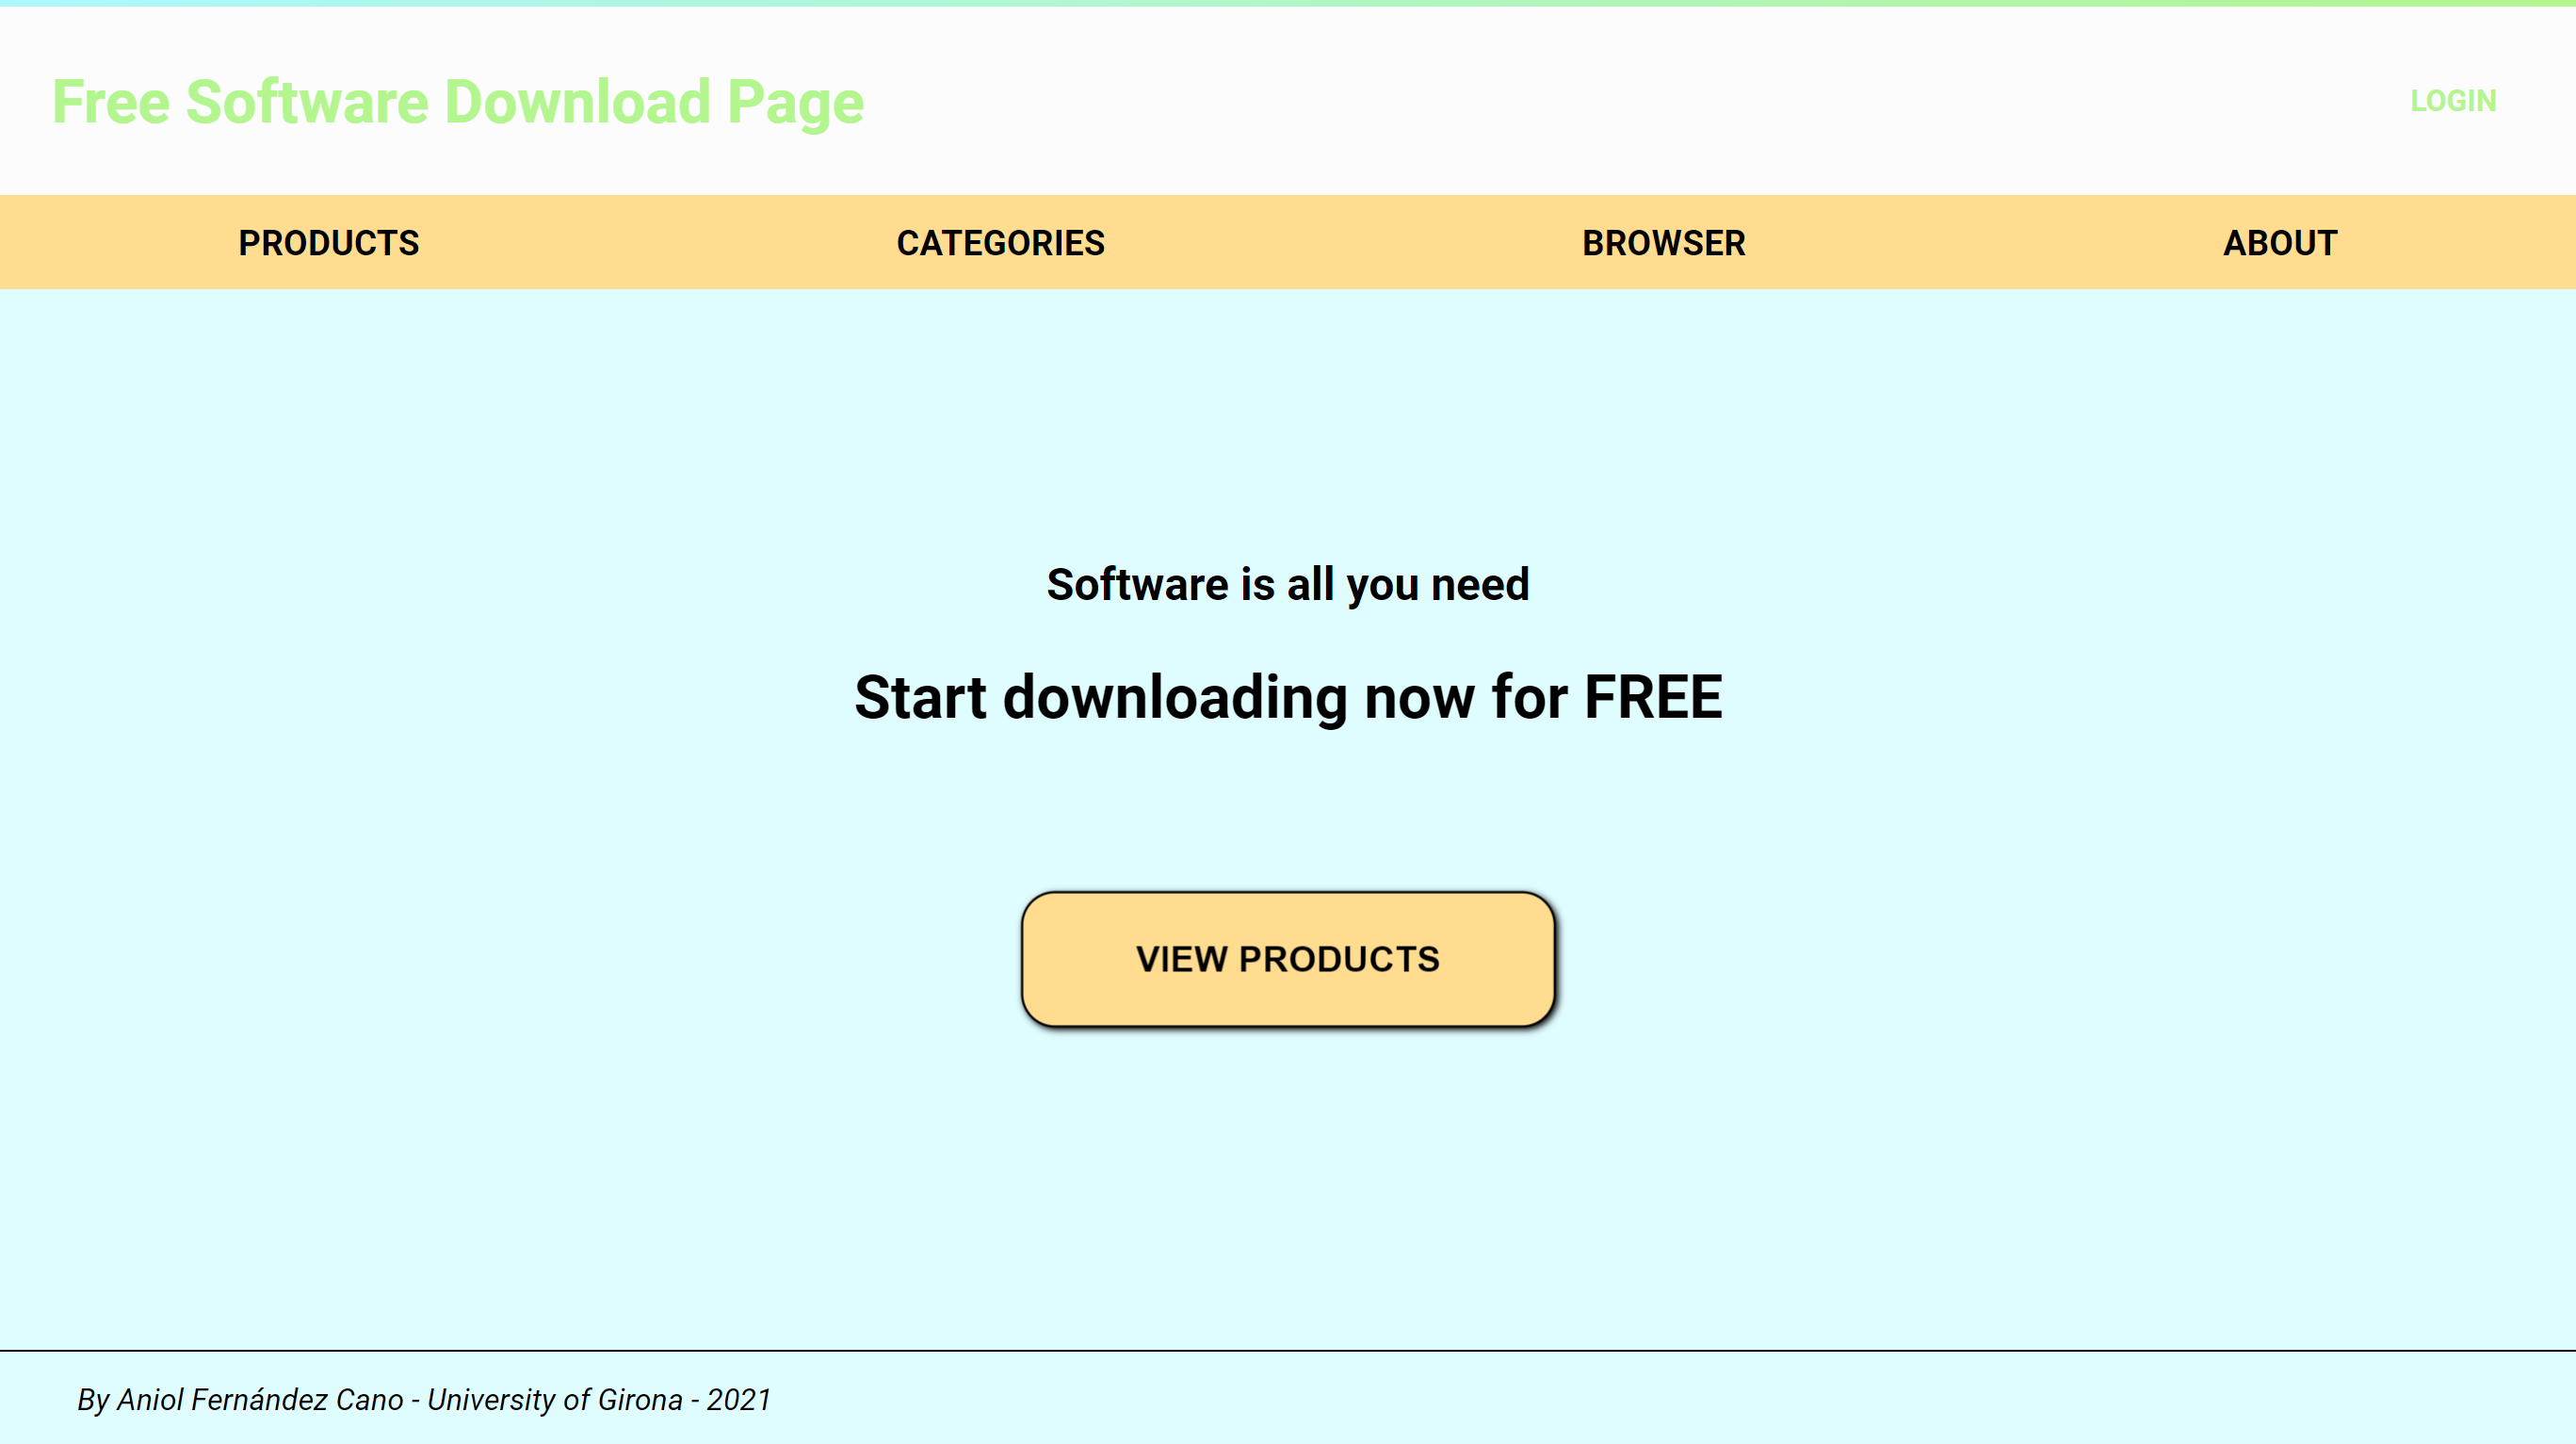 Free Software Download Page
LOGIN
PRODUCTS
CATEGORIES
BROWSER
ABOUT
Software is all you need
Start downloading now for FREE
VIEW PRODUCTS
By Aniol Fernández Cano - University of Girona - 2021